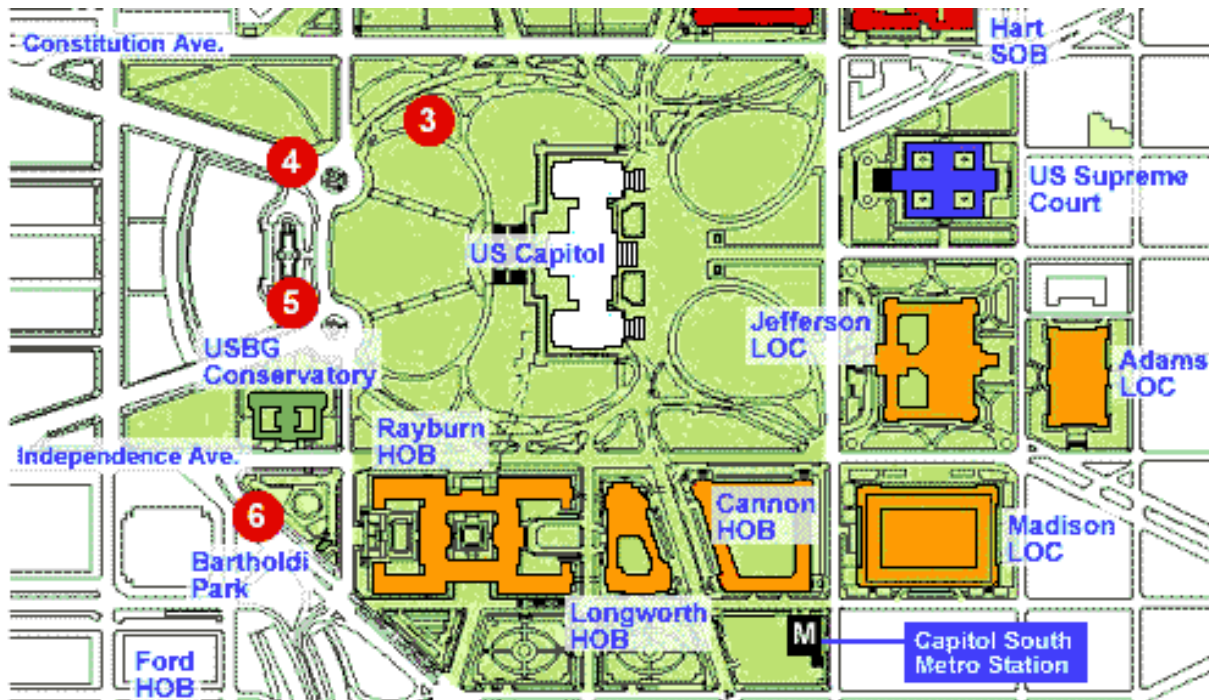 Constitution Ave.
Hart
SOB
3
4
US Supreme
Court
US Capitol
5
Jefferson
LOC
USBG
Conservatory
Adams
LOC
Rayburn
HOB
Independence Ave.
Cannon
HOB
6
Madison
LOC
Bartholdi
Park
Longworth
HOB
M
Capitol South
Metro Station
Ford
HOB